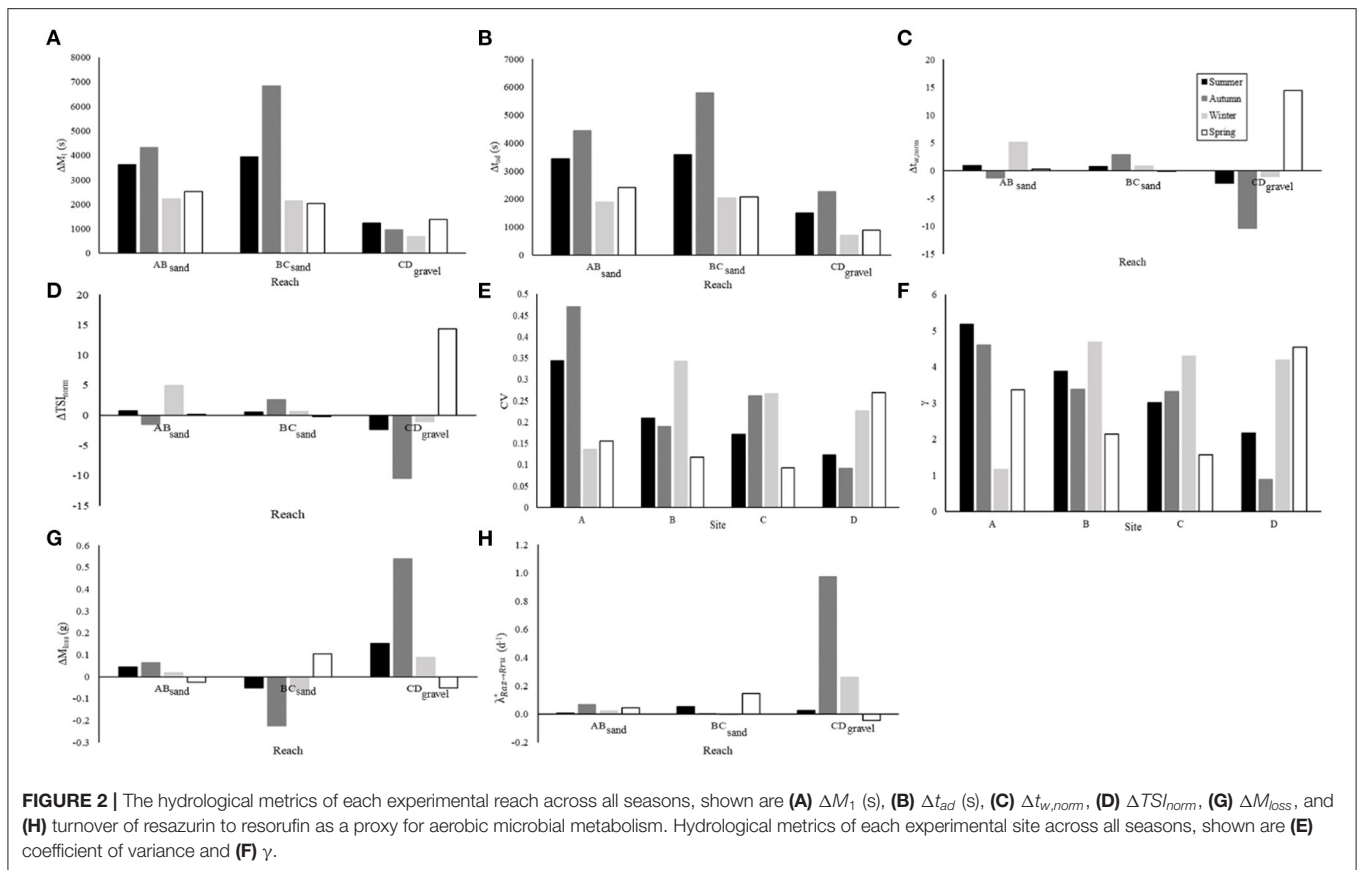 A
ΔM₁ (s)
8000
7000
6000
5000
4000
3000
2000
1000
0
AB sand
BC sand
CD gravel
Reach
B
Δt_ad (s)
7000
6000
5000
4000
3000
2000
1000
0
AB sand
BC sand
CD gravel
Reach
C
Δt_w,norm
20
15
10
5
0
-5
-10
-15
Summer
Autumn
Winter
Spring
AB sand
BC sand
CD gravel
Reach
D
ΔTSI_norm
20
15
10
5
0
-5
-10
-15
AB sand
BC sand
CD gravel
Reach
E
CV
0.5
0.45
0.4
0.35
0.3
0.25
0.2
0.15
0.1
0.05
0
A
B
C
D
Site
F
γ
6
5
4
3
2
1
0
A
B
C
D
Site
G
ΔM_loss (g)
0.6
0.5
0.4
0.3
0.2
0.1
0
-0.1
-0.2
-0.3
AB sand
BC sand
CD gravel
Reach
H
λ*_Raz→Rru (d⁻¹)
1.2
1.0
0.8
0.6
0.4
0.2
0.0
-0.2
AB sand
BC sand
CD gravel
Reach
FIGURE 2 | The hydrological metrics of each experimental reach across all seasons, shown are (A) ΔM₁ (s), (B) Δt_ad (s), (C) Δt_w,norm, (D) ΔTSI_norm, (G) ΔM_loss, and
(H) turnover of resazurin to resorufin as a proxy for aerobic microbial metabolism. Hydrological metrics of each experimental site across all seasons, shown are (E)
coefficient of variance and (F) γ.